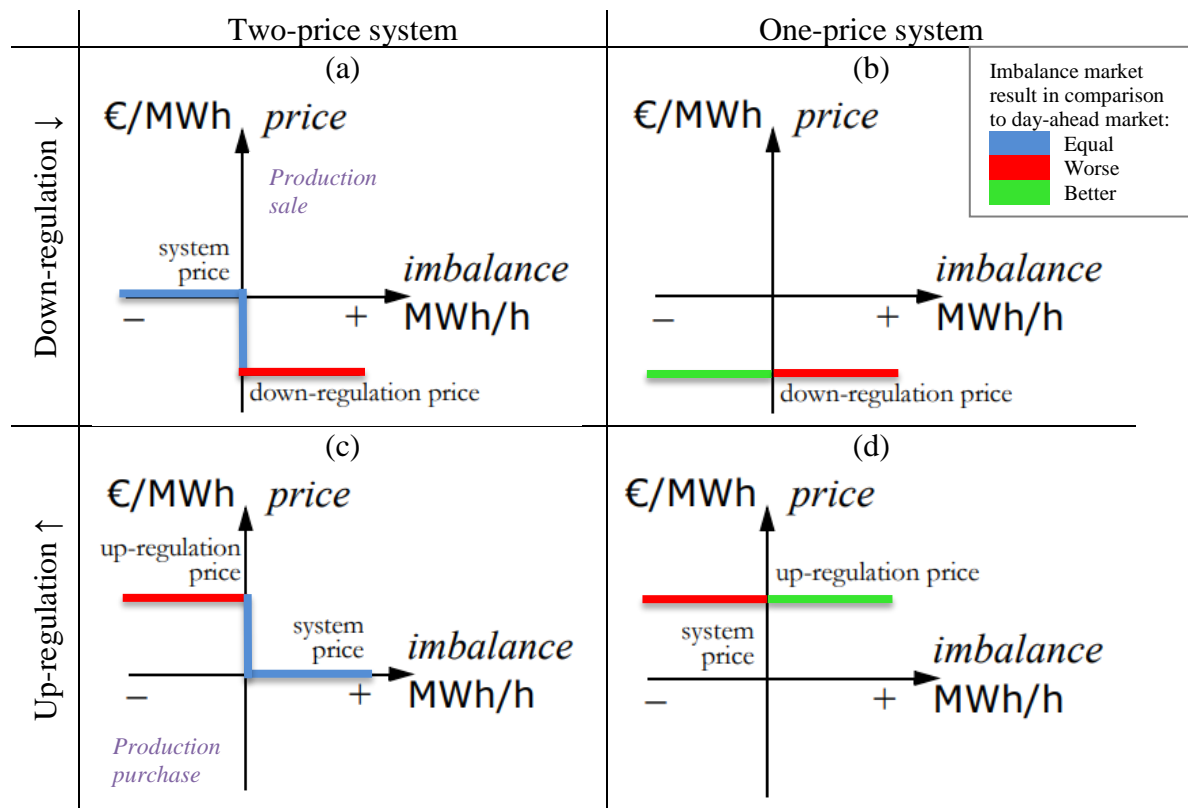 Two-price system
One-price system
Down-regulation ↓
(a)
€/MWh price
Production
sale
system
price
imbalance
− + MWh/h
down-regulation price
(b)
€/MWh price
imbalance
− + MWh/h
down-regulation price
Imbalance market
result in comparison
to day-ahead market:
Equal
Worse
Better
Up-regulation ↑
(c)
€/MWh price
up-regulation
price
system
price
imbalance
− + MWh/h
Production
purchase
(d)
€/MWh price
up-regulation price
system
price
imbalance
− + MWh/h